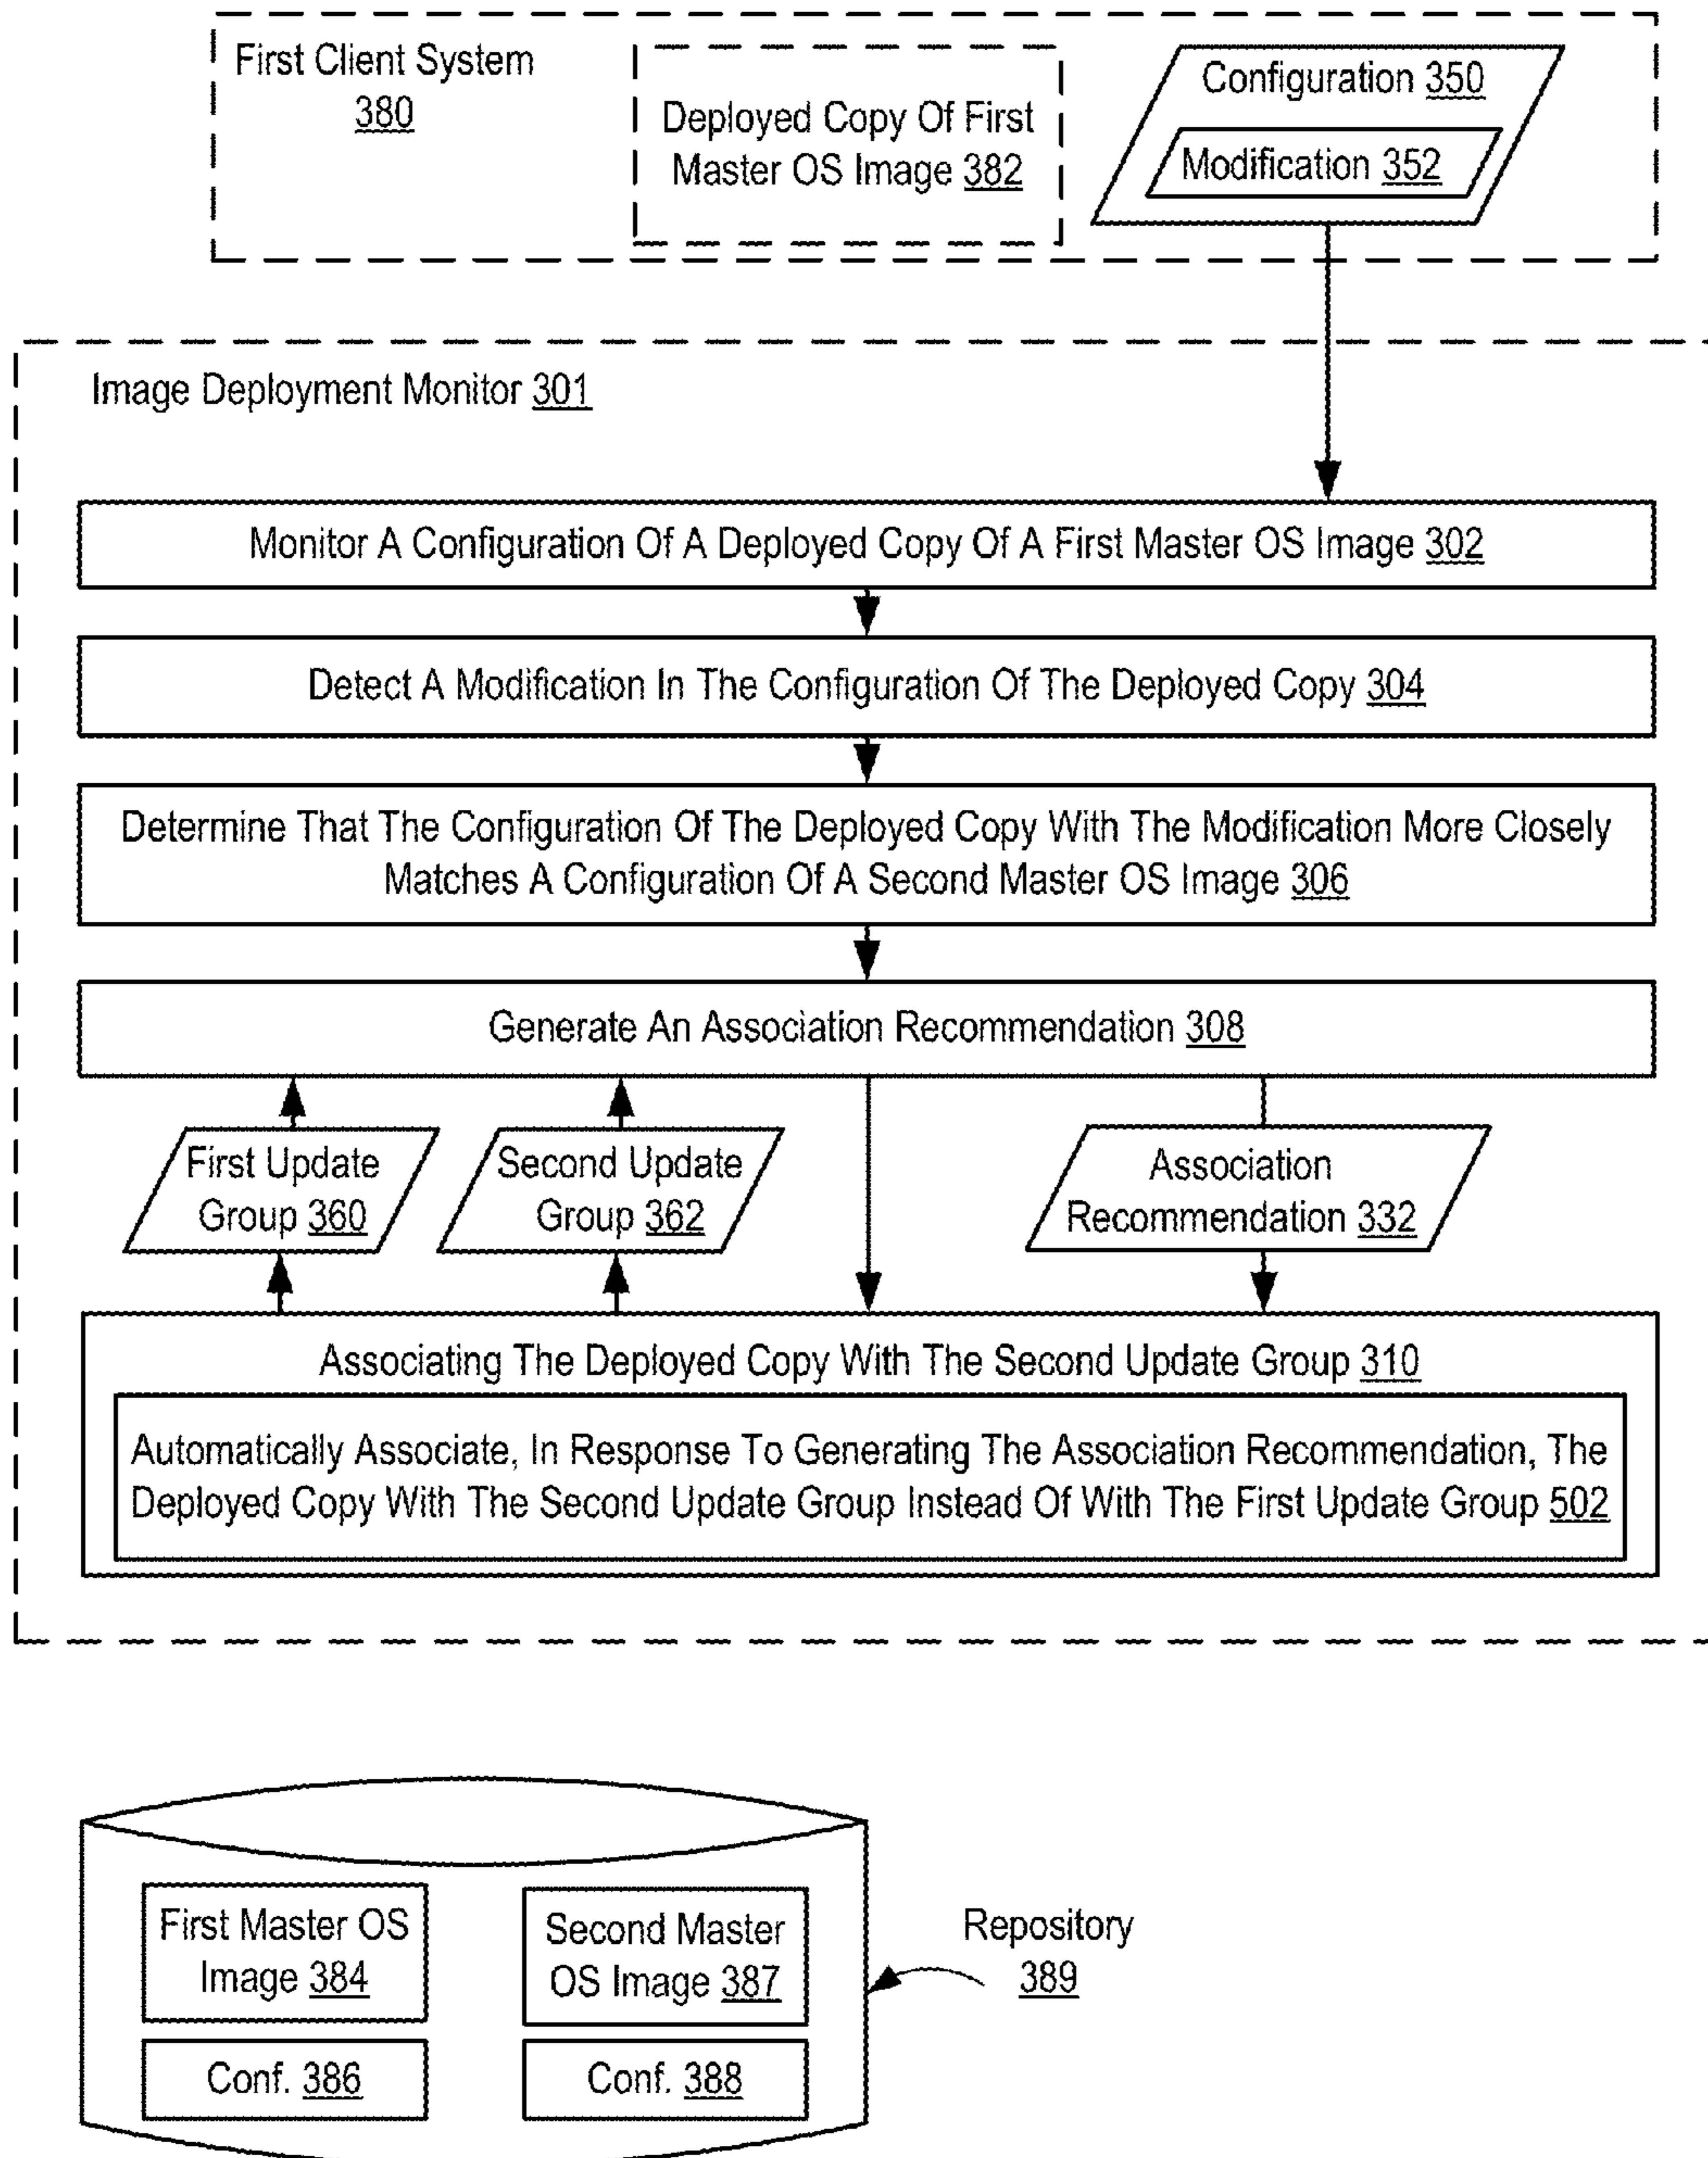 First Client System
380
Deployed Copy Of First
Master OS Image 382
Configuration 350
Modification 352
Image Deployment Monitor 301
Monitor A Configuration Of A Deployed Copy Of A First Master OS Image 302
Detect A Modification In The Configuration Of The Deployed Copy 304
Determine That The Configuration Of The Deployed Copy With The Modification More Closely
Matches A Configuration Of A Second Master OS Image 306
Generate An Association Recommendation 308
First Update
Group 360
Second Update
Group 362
Association
Recommendation 332
Associating The Deployed Copy With The Second Update Group 310
Automatically Associate, In Response To Generating The Association Recommendation, The
Deployed Copy With The Second Update Group Instead Of With The First Update Group 502
First Master OS
Image 384
Second Master
OS Image 387
Repository
389
Conf. 386
Conf. 388